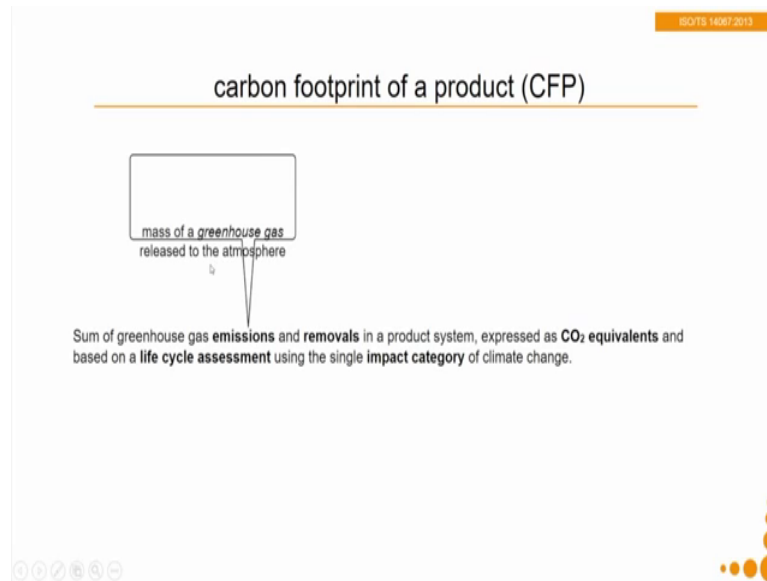 ISO/TS 14067:2013
carbon footprint of a product (CFP)
mass of a greenhouse gas
released to the atmosphere
Sum of greenhouse gas emissions and removals in a product system, expressed as CO₂ equivalents and
based on a life cycle assessment using the single impact category of climate change.